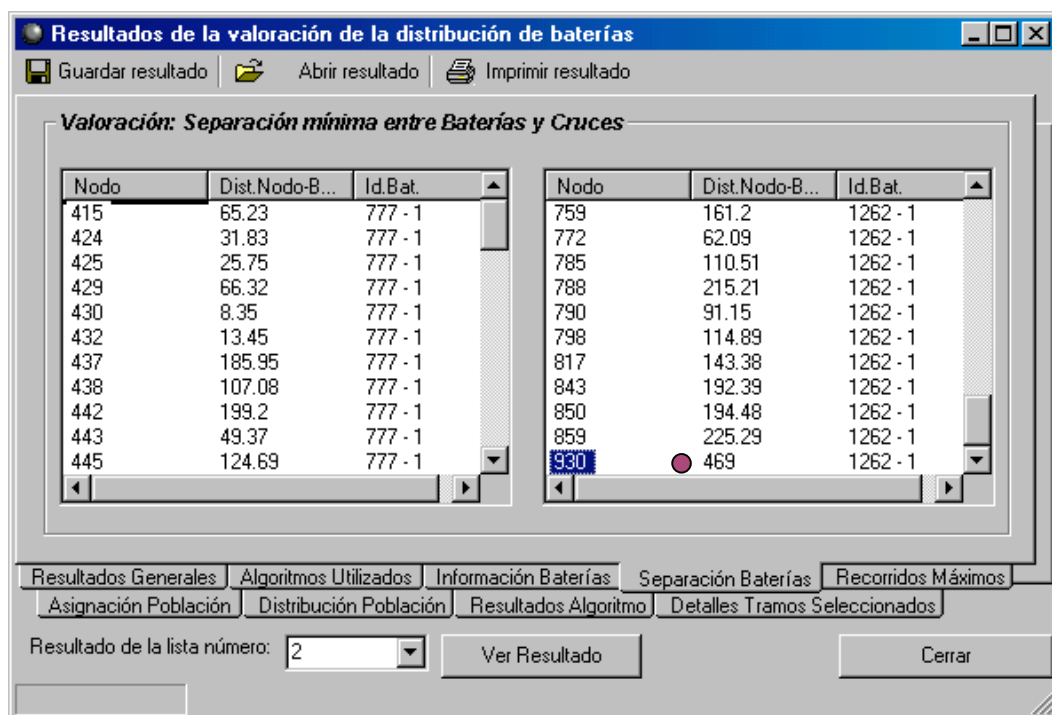 Resultados de la valoración de la distribución de baterías
Guardar resultado Abrir resultado Imprimir resultado
Valoración: Separación mínima entre Baterías y Cruces
Nodo Dist.Nodo-B... Id.Bat.
415 65.23 777 - 1
424 31.83 777 - 1
425 25.75 777 - 1
429 66.32 777 - 1
430 8.35 777 - 1
432 13.45 777 - 1
437 185.95 777 - 1
438 107.08 777 - 1
442 199.2 777 - 1
443 49.37 777 - 1
445 124.69 777 - 1
Nodo Dist.Nodo-B... Id.Bat.
759 161.2 1262 - 1
772 62.09 1262 - 1
785 110.51 1262 - 1
788 215.21 1262 - 1
790 91.15 1262 - 1
798 114.89 1262 - 1
817 143.38 1262 - 1
843 192.39 1262 - 1
850 194.48 1262 - 1
859 225.29 1262 - 1
930 469 1262 - 1
Resultados Generales Algoritmos Utilizados Información Baterías Separación Baterías Recorridos Máximos
Asignación Población Distribución Población Resultados Algoritmo Detalles Tramos Seleccionados
Resultado de la lista número: 2 Ver Resultado Cerrar